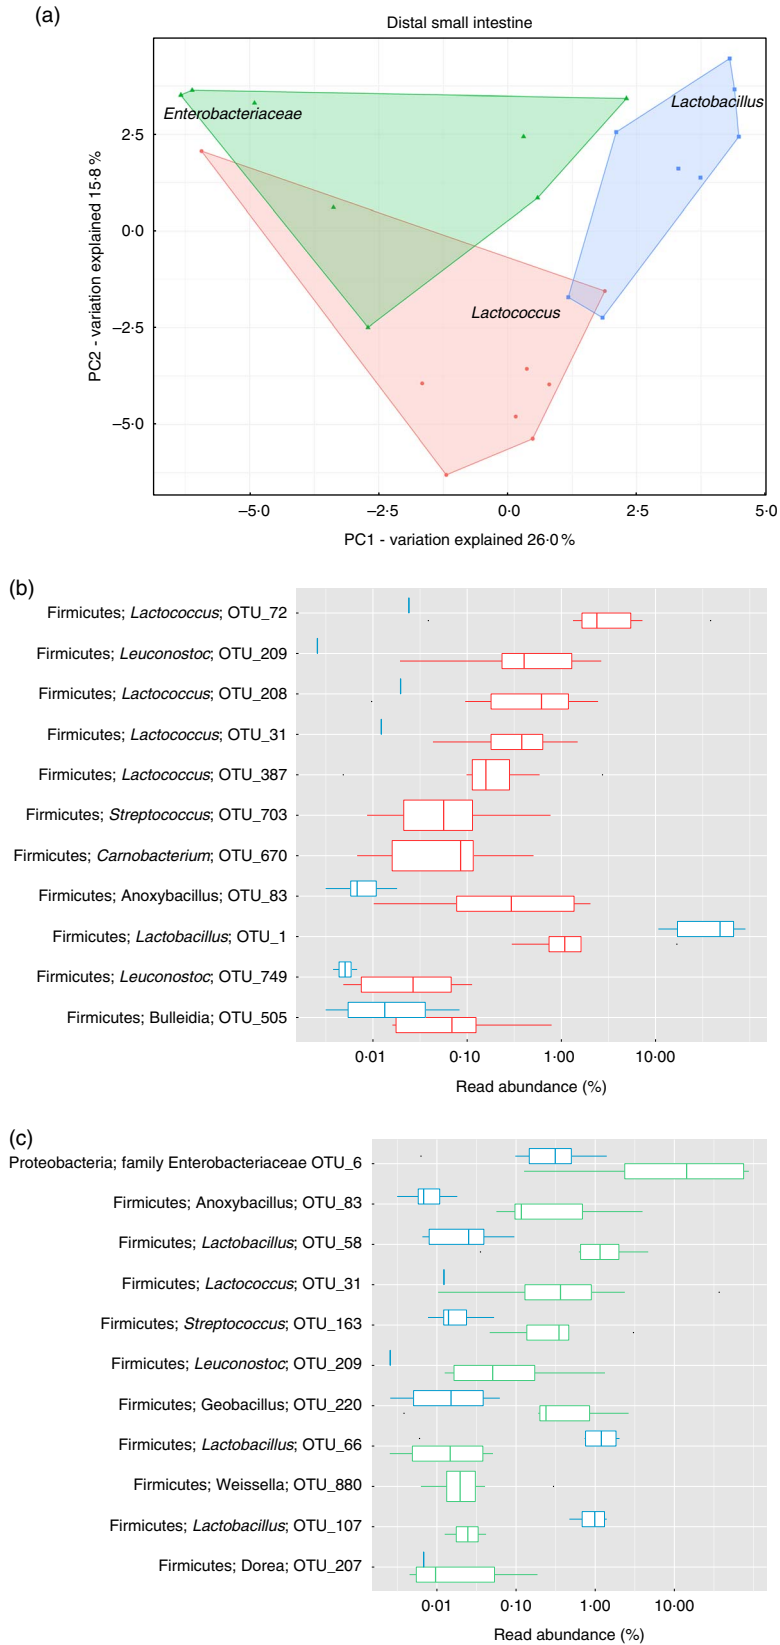 (a)
Distal small intestine
Enterobacteriaceae
Lactobacillus
Lactococcus
2·5
0·0
−2·5
−5·0
PC2 - variation explained 15·8 %
−5·0
−2·5
0·0
2·5
5·0
PC1 - variation explained 26·0 %
(b)
Firmicutes; Lactococcus; OTU_72
Firmicutes; Leuconostoc; OTU_209
Firmicutes; Lactococcus; OTU_208
Firmicutes; Lactococcus; OTU_31
Firmicutes; Lactococcus; OTU_387
Firmicutes; Streptococcus; OTU_703
Firmicutes; Carnobacterium; OTU_670
Firmicutes; Anoxybacillus; OTU_83
Firmicutes; Lactobacillus; OTU_1
Firmicutes; Leuconostoc; OTU_749
Firmicutes; Bulleidia; OTU_505
0·01
0·10
1·00
10·00
Read abundance (%)
(c)
Proteobacteria; family Enterobacteriaceae OTU_6
Firmicutes; Anoxybacillus; OTU_83
Firmicutes; Lactobacillus; OTU_58
Firmicutes; Lactococcus; OTU_31
Firmicutes; Streptococcus; OTU_163
Firmicutes; Leuconostoc; OTU_209
Firmicutes; Geobacillus; OTU_220
Firmicutes; Lactobacillus; OTU_66
Firmicutes; Weissella; OTU_880
Firmicutes; Lactobacillus; OTU_107
Firmicutes; Dorea; OTU_207
0·01
0·10
1·00
10·00
Read abundance (%)